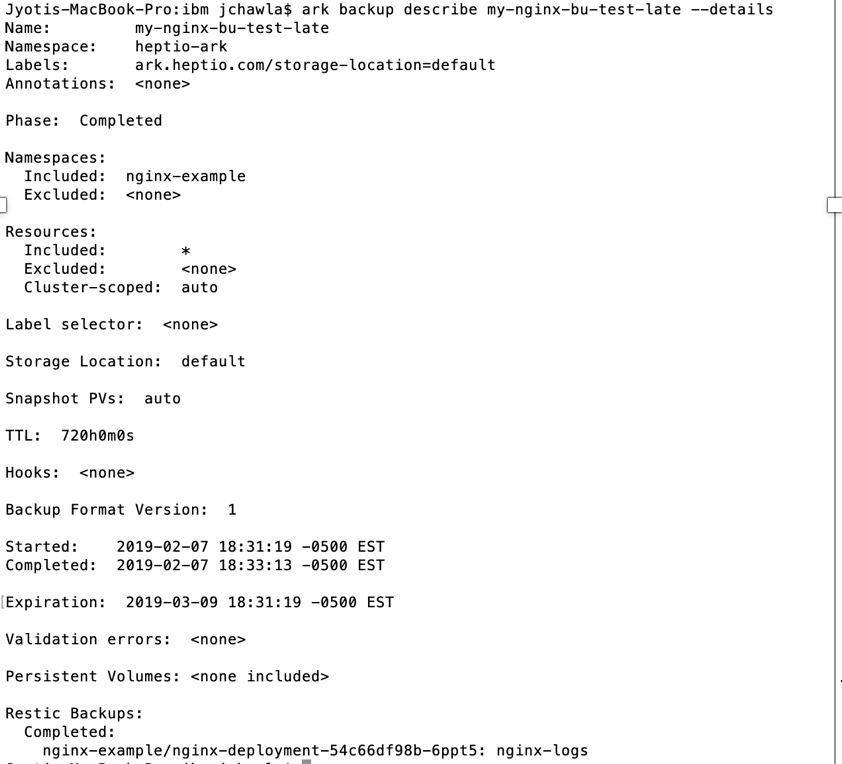 Jyotis-MacBook-Pro:ibm jchawla$ ark backup describe my-nginx-bu-test-late --details
Name:         my-nginx-bu-test-late
Namespace:    heptio-ark
Labels:       ark.heptio.com/storage-location=default
Annotations:  <none>

Phase:  Completed

Namespaces:
  Included:  nginx-example
  Excluded:  <none>

Resources:
  Included:        *
  Excluded:        <none>
  Cluster-scoped:  auto

Label selector:  <none>

Storage Location:  default

Snapshot PVs:  auto

TTL:  720h0m0s

Hooks:  <none>

Backup Format Version:  1

Started:    2019-02-07 18:31:19 -0500 EST
Completed:  2019-02-07 18:33:13 -0500 EST

Expiration:  2019-03-09 18:31:19 -0500 EST

Validation errors:  <none>

Persistent Volumes: <none included>

Restic Backups:
  Completed:
    nginx-example/nginx-deployment-54c66df98b-6ppt5: nginx-logs